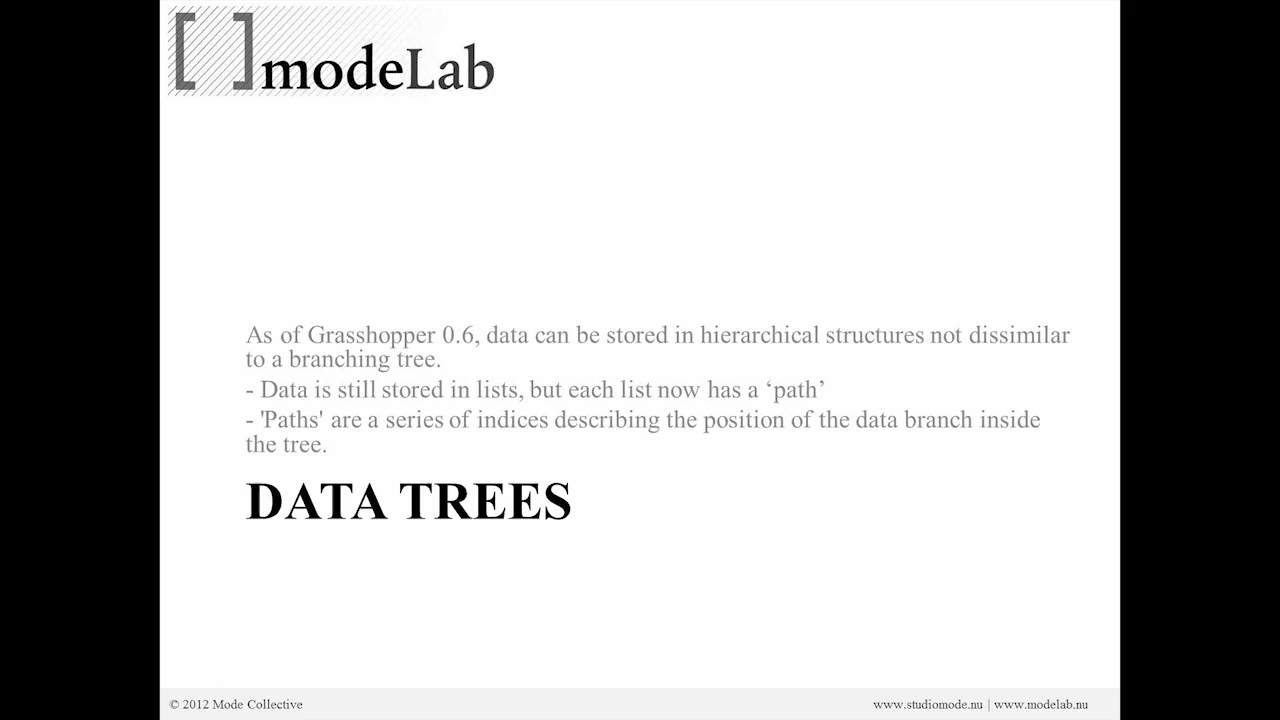 [ ]modeLab
As of Grasshopper 0.6, data can be stored in hierarchical structures not dissimilar
to a branching tree.
- Data is still stored in lists, but each list now has a ‘path’
- 'Paths' are a series of indices describing the position of the data branch inside
the tree.
DATA TREES
© 2012 Mode Collective
www.studiomode.nu | www.modelab.nu